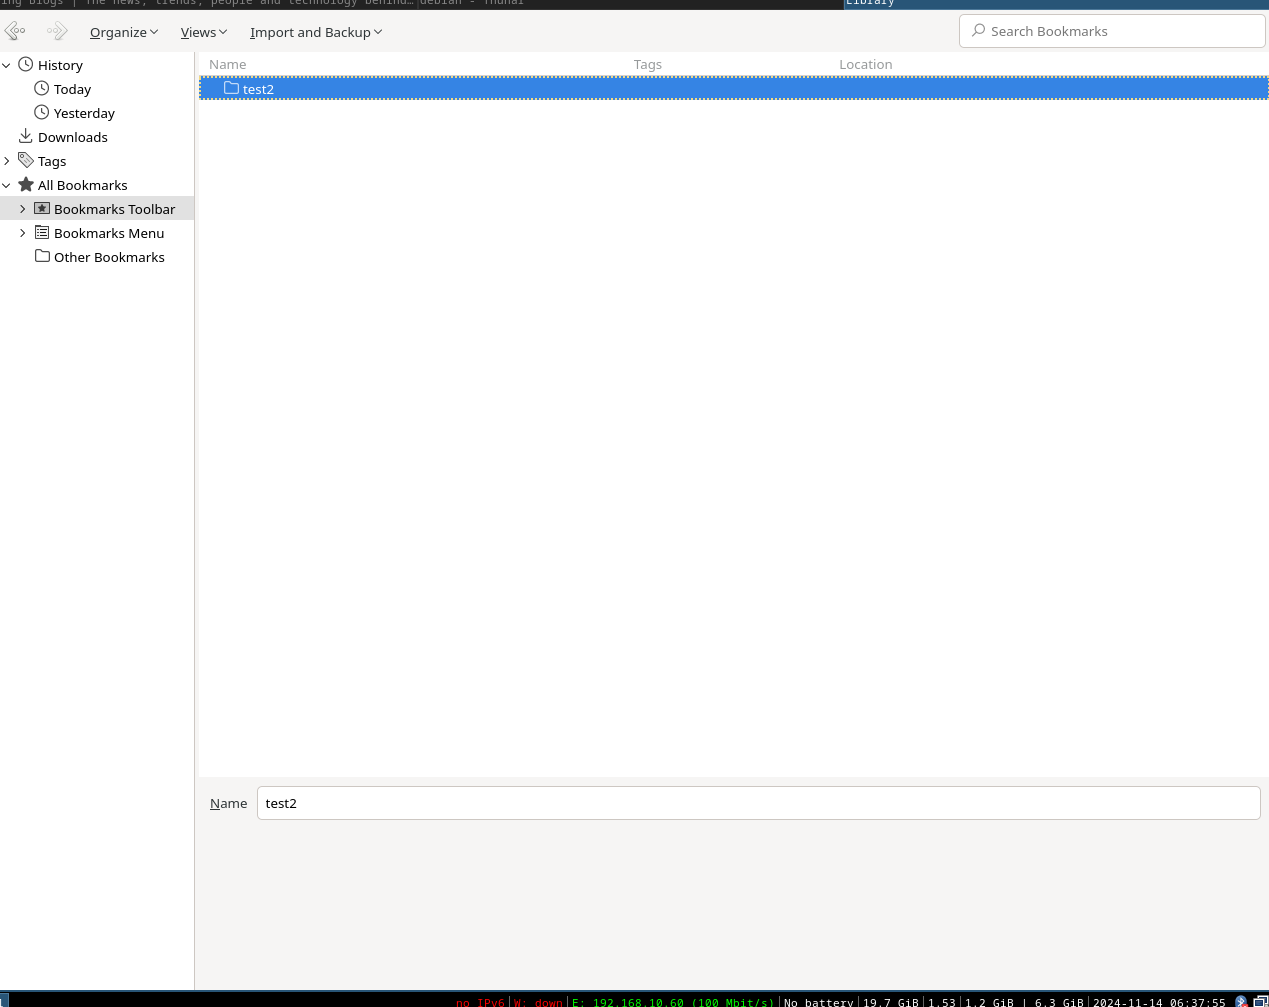 ing blogs | The news, trends, people and technology behind… debian - Thunar Library
Organize Views Import and Backup Search Bookmarks
History
Today
Yesterday
Downloads
Tags
All Bookmarks
Bookmarks Toolbar
Bookmarks Menu
Other Bookmarks
Name Tags Location
test2
Name test2
1 no IPv6 | W: down | E: 192.168.10.60 (100 Mbit/s) | No battery | 19.7 GiB | 1.53 | 1.2 GiB | 6.3 GiB | 2024-11-14 06:37:55